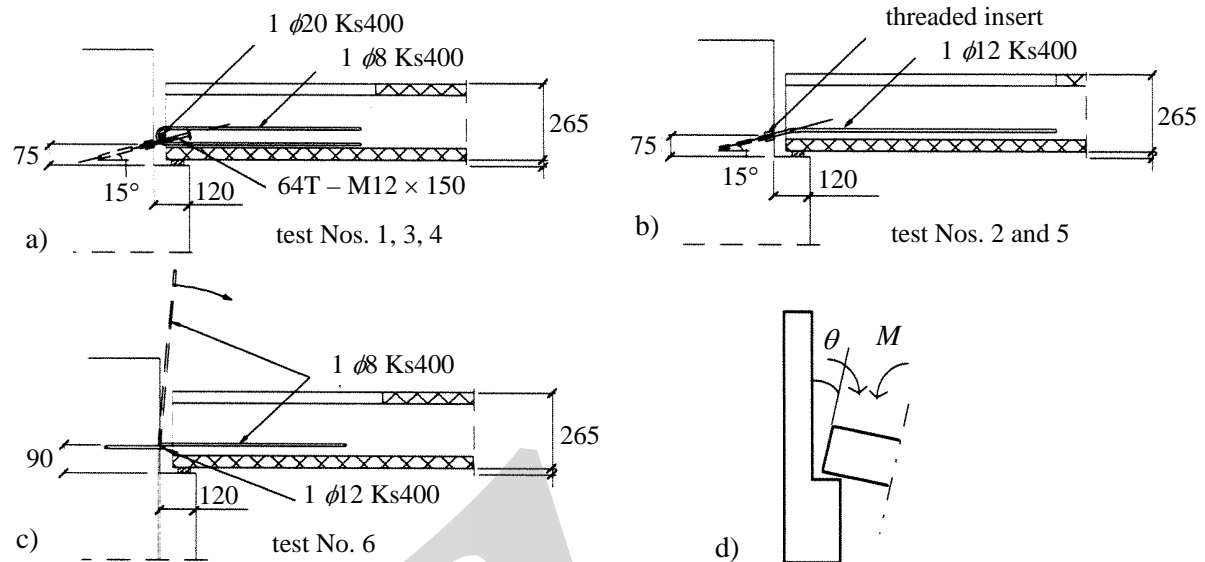 1 ϕ20 Ks400
1 ϕ8 Ks400
265
75
15°
120
64T – M12 × 150
a)
test Nos. 1, 3, 4
threaded insert
1 ϕ12 Ks400
265
75
15°
120
b)
test Nos. 2 and 5
1 ϕ8 Ks400
265
90
120
1 ϕ12 Ks400
c)
test No. 6
θ
M
d)